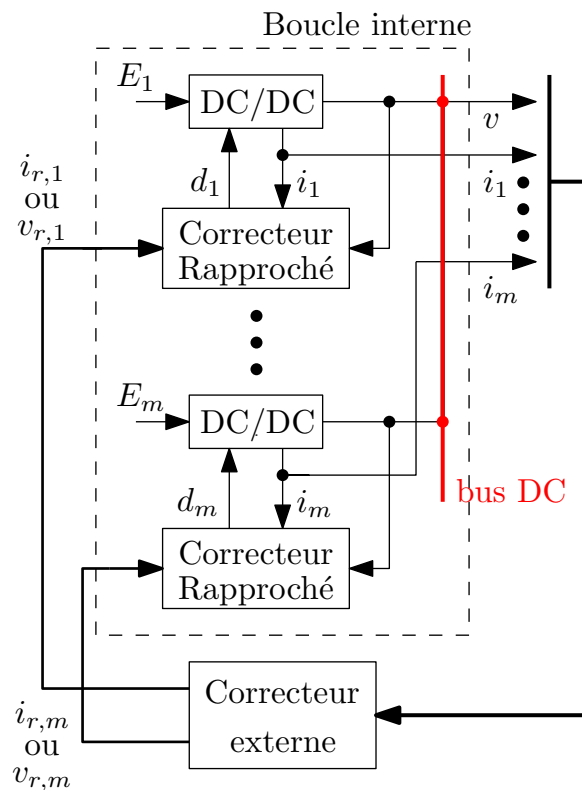 Boucle interne
E_1
DC/DC
v
i_{r,1}
ou
v_{r,1}
d_1
i_1
i_1
Correcteur
Rapproché
i_m
E_m
DC/DC
bus DC
d_m
i_m
Correcteur
Rapproché
i_{r,m}
ou
v_{r,m}
Correcteur
externe